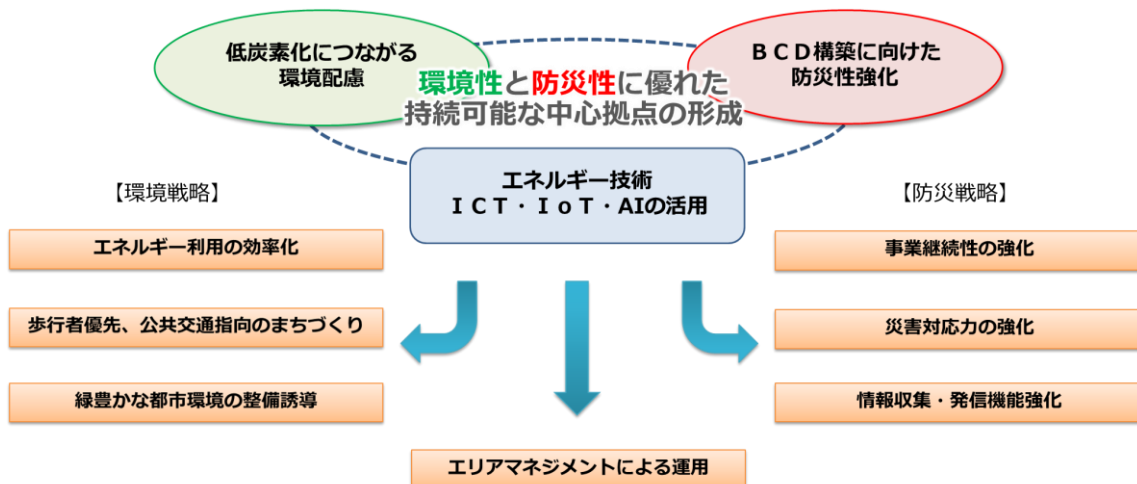 低炭素化につながる
環境配慮
ＢＣＤ構築に向けた
防災性強化
環境性と防災性に優れた
持続可能な中心拠点の形成
エネルギー技術
ＩＣＴ・ＩｏＴ・AIの活用
【環境戦略】
エネルギー利用の効率化
歩行者優先、公共交通指向のまちづくり
緑豊かな都市環境の整備誘導
【防災戦略】
事業継続性の強化
災害対応力の強化
情報収集・発信機能強化
エリアマネジメントによる運用